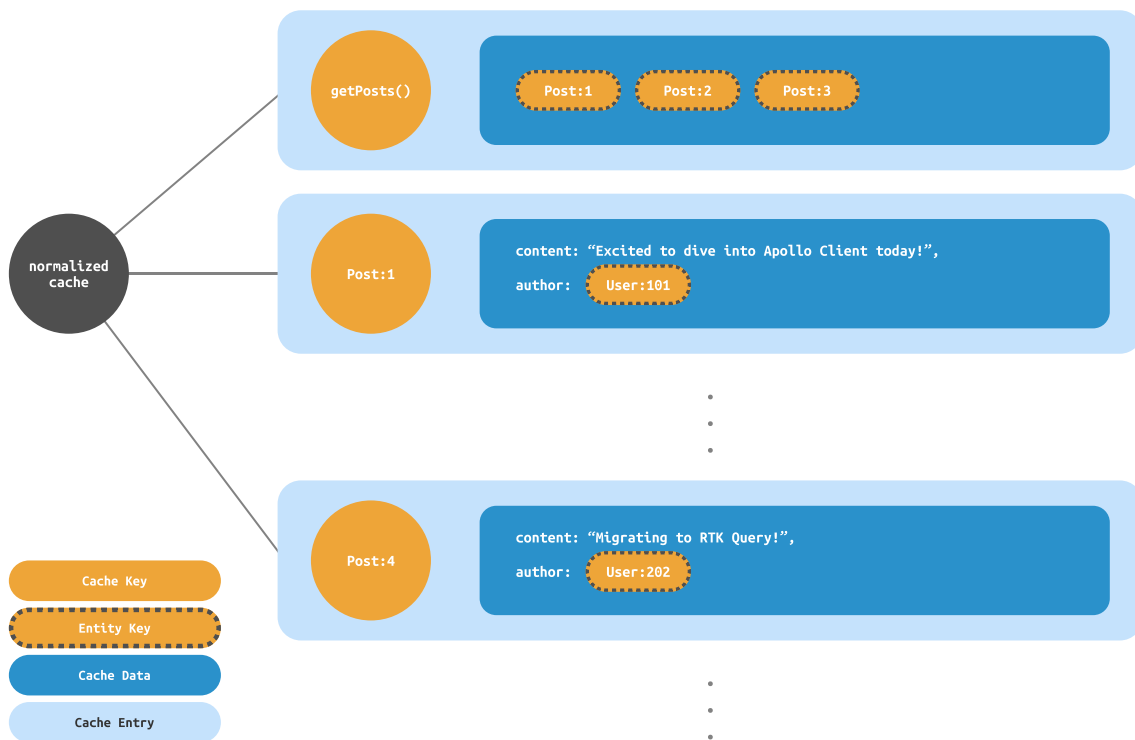 getPosts()
Post:1 Post:2 Post:3
normalized
cache
Post:1
content: “Excited to dive into Apollo Client today!”,
author: User:101
Post:4
content: “Migrating to RTK Query!”,
author: User:202
Cache Key
Entity Key
Cache Data
Cache Entry